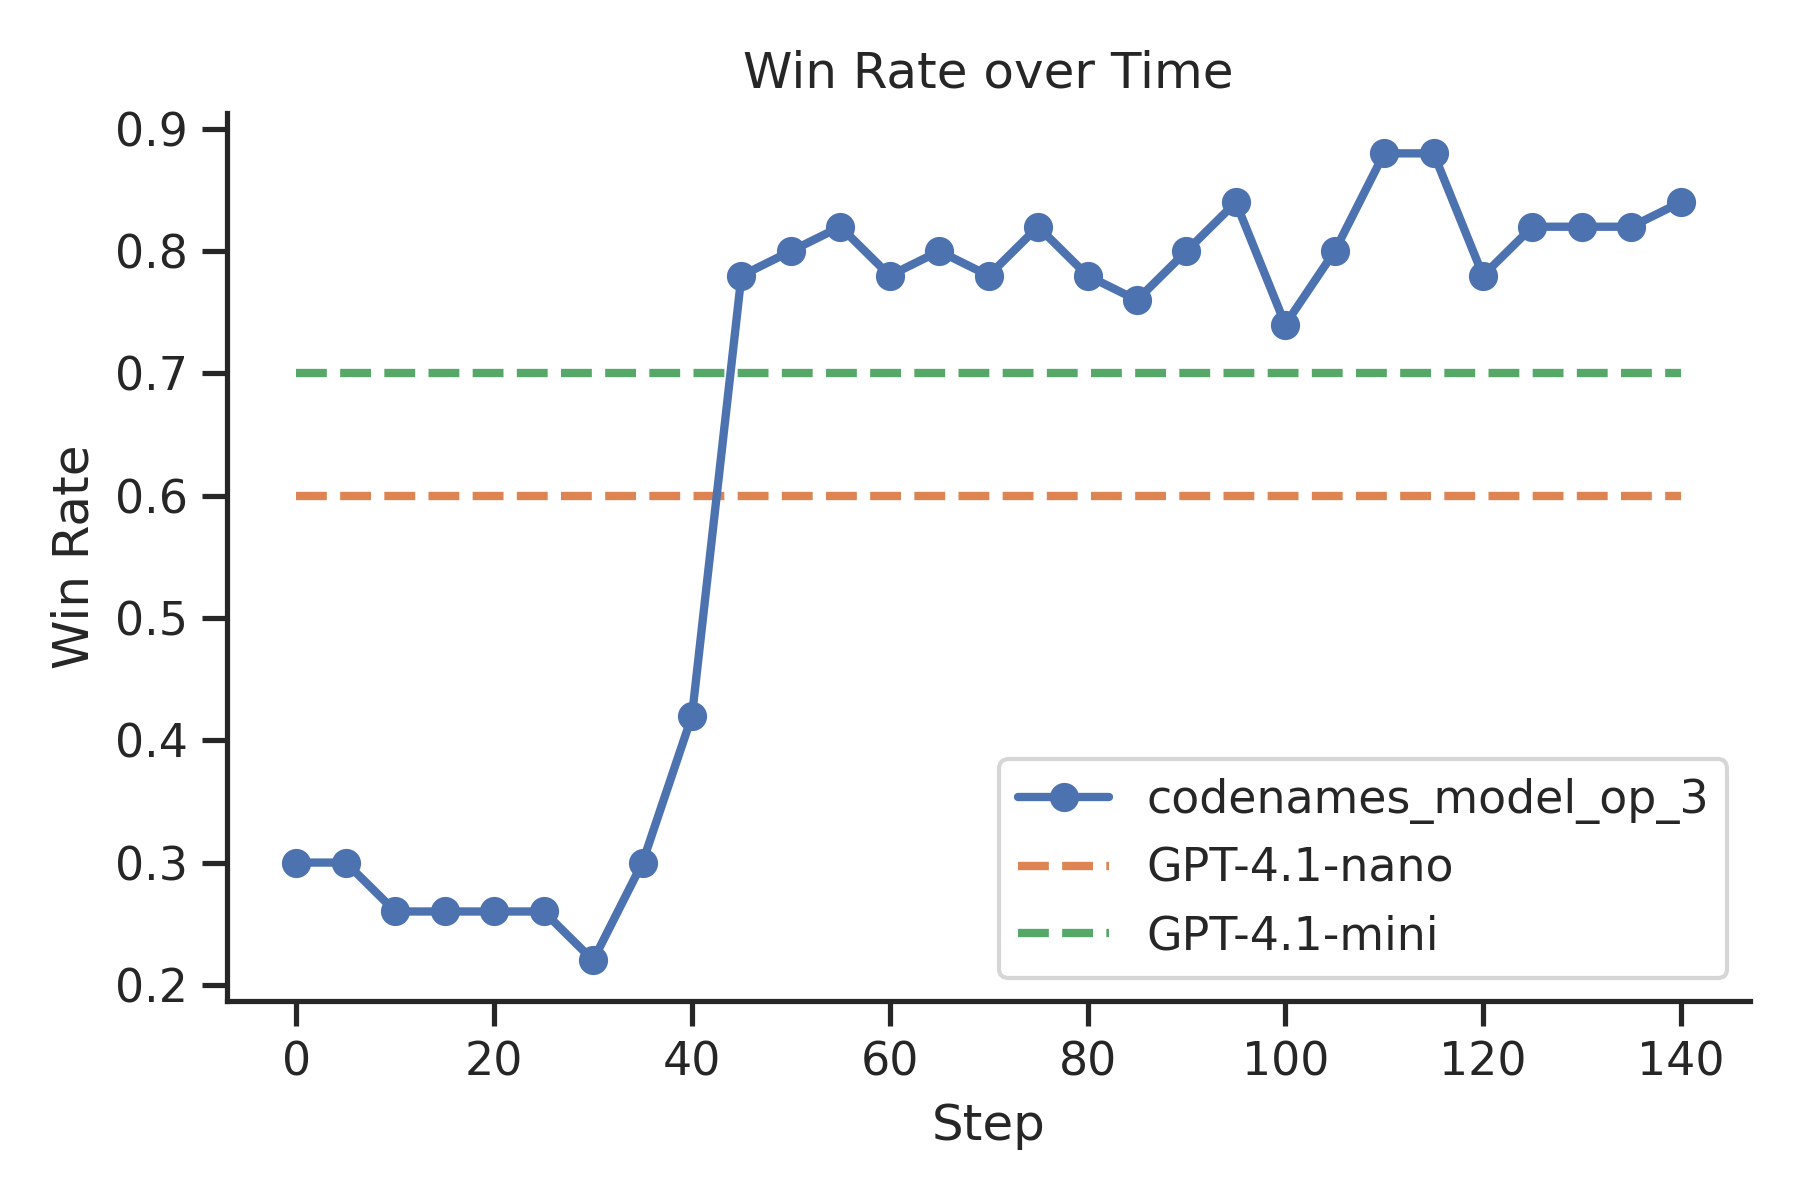 Win Rate over Time
0.9
0.8
0.7
0.6
0.5
0.4
0.3
0.2
Win Rate
codenames_model_op_3
GPT-4.1-nano
GPT-4.1-mini
0 20 40 60 80 100 120 140
Step